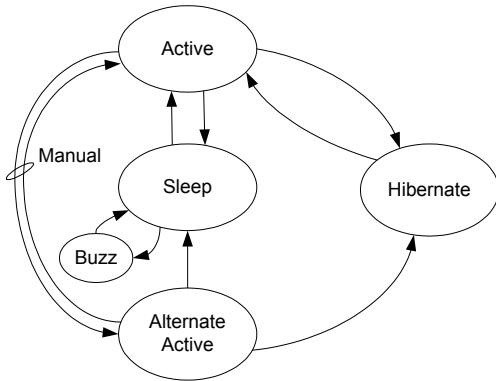 Active
Manual
Sleep
Hibernate
Buzz
Alternate
Active